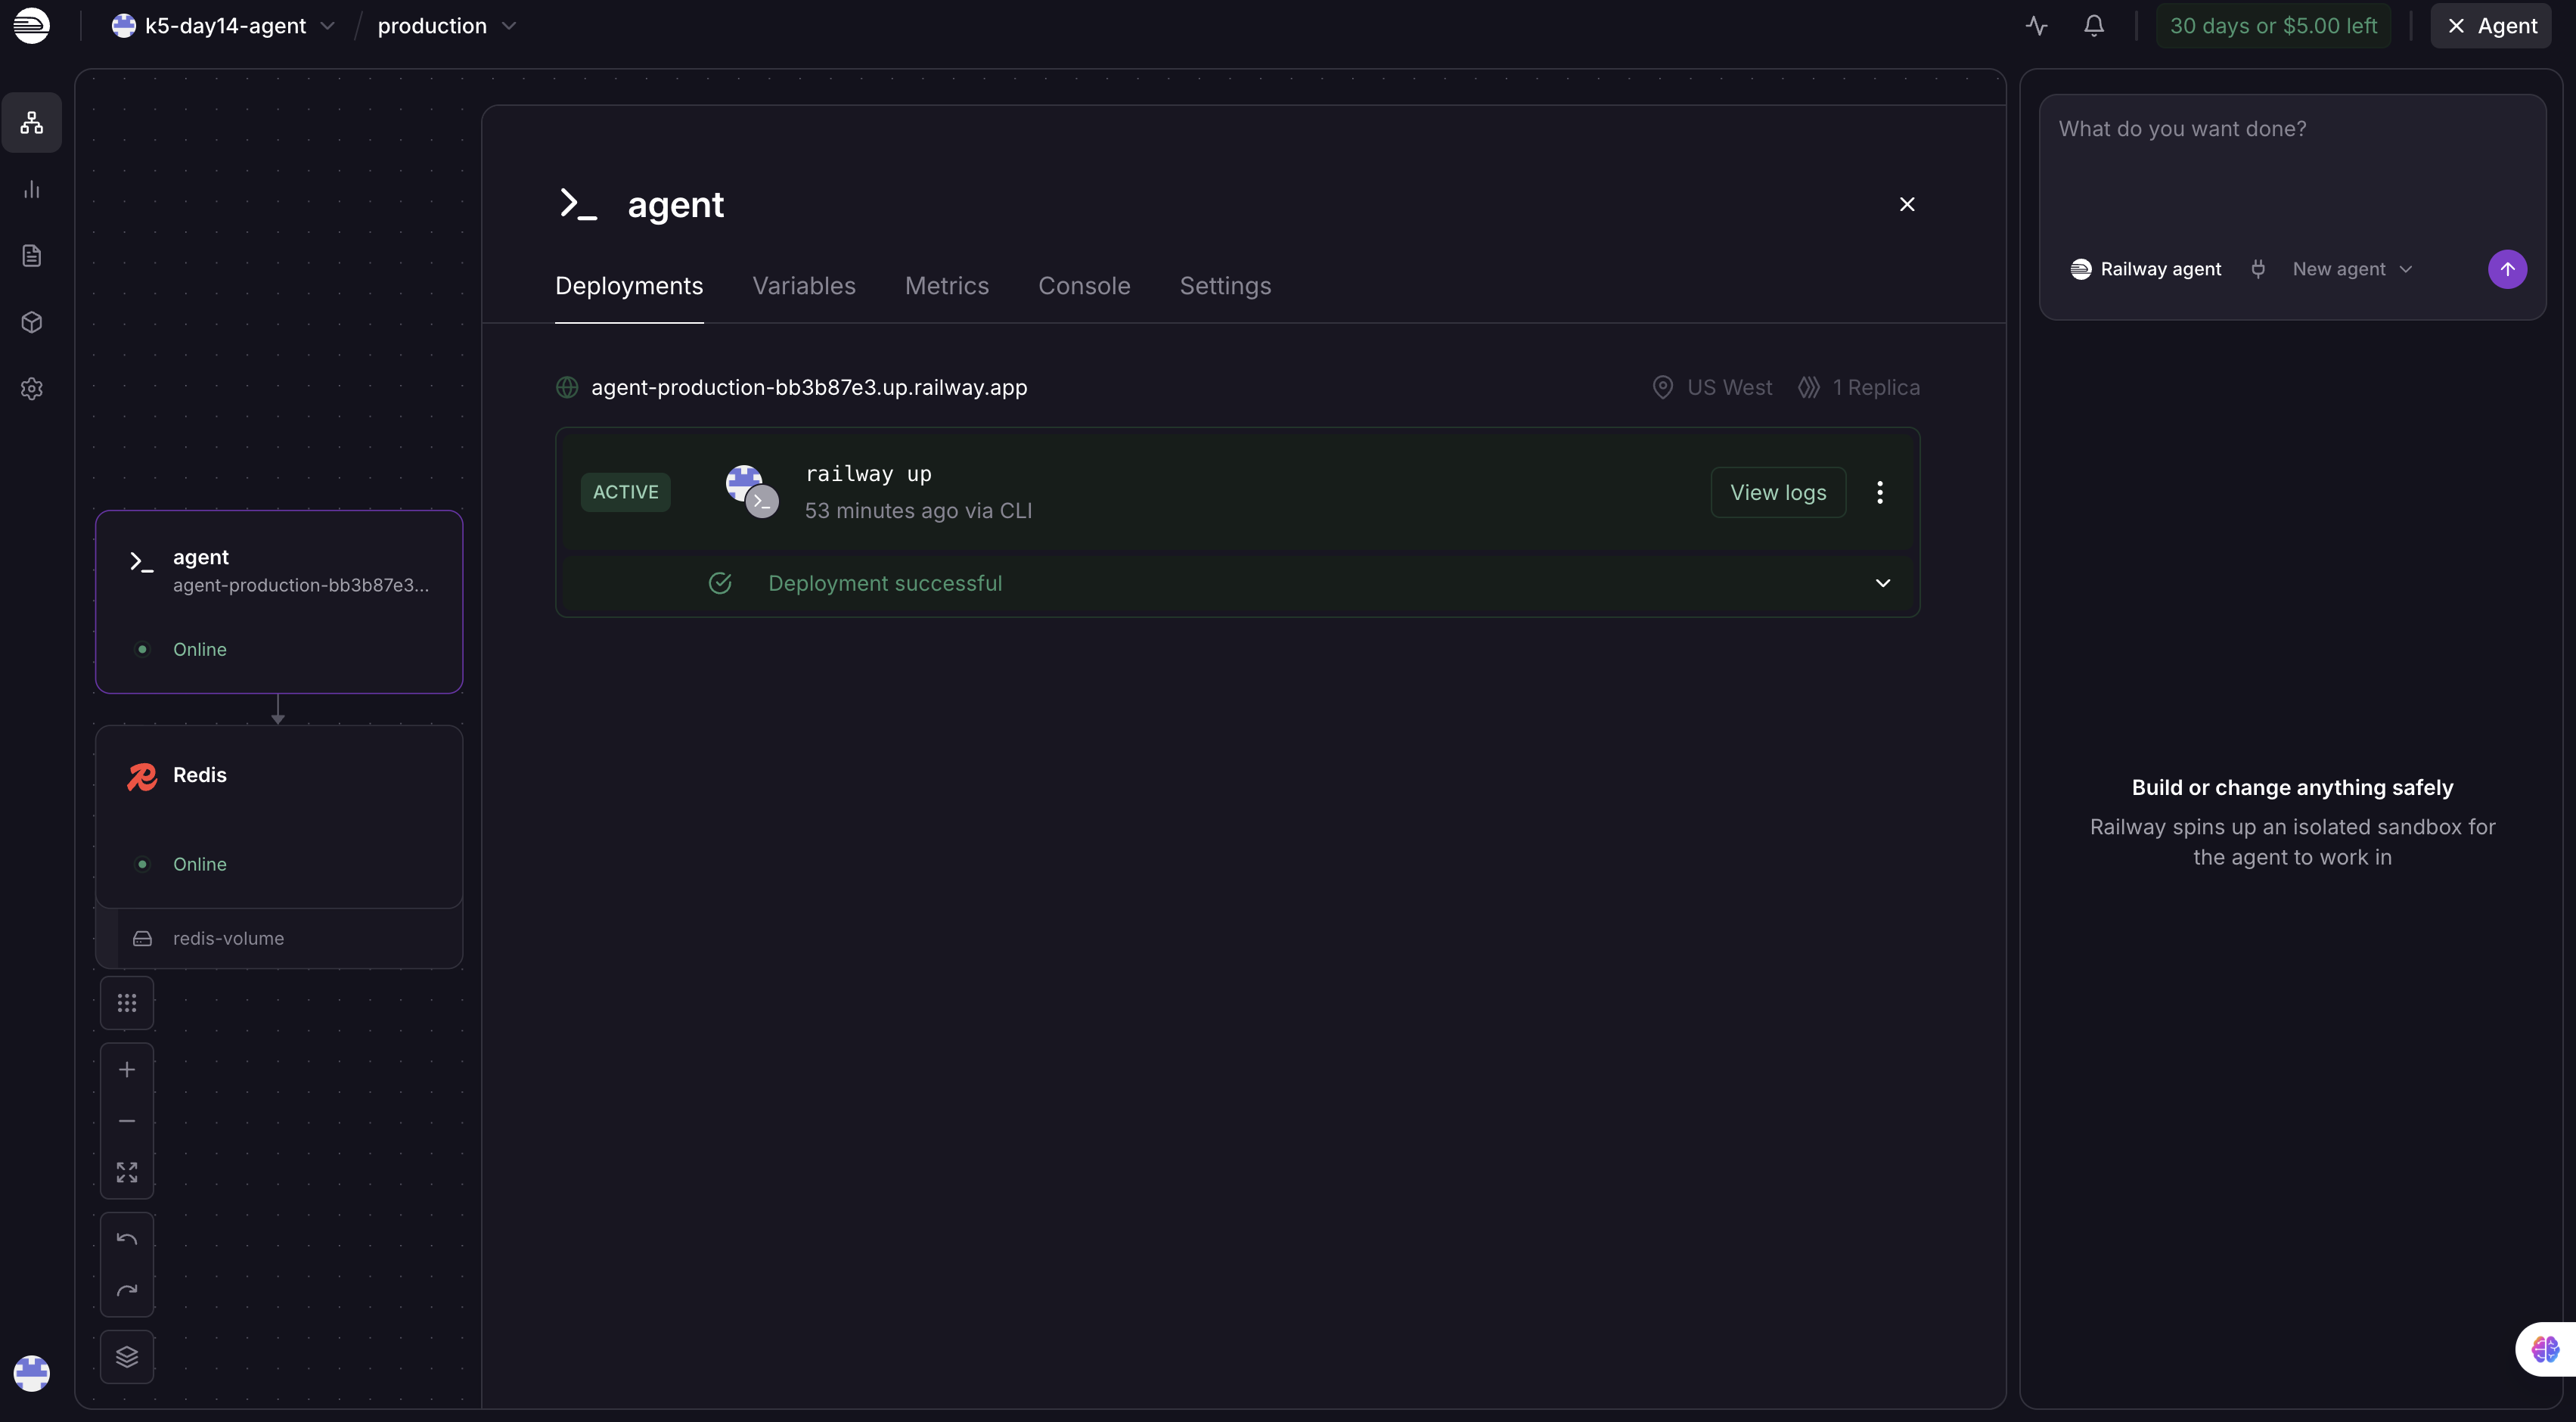 k5-day14-agent / production
30 days or $5.00 left
Agent
agent
agent-production-bb3b87e3...
Online
Redis
Online
redis-volume
agent
Deployments Variables Metrics Console Settings
agent-production-bb3b87e3.up.railway.app
US West 1 Replica
ACTIVE
railway up
53 minutes ago via CLI
View logs
Deployment successful
What do you want done?
Railway agent New agent
Build or change anything safely
Railway spins up an isolated sandbox for
the agent to work in